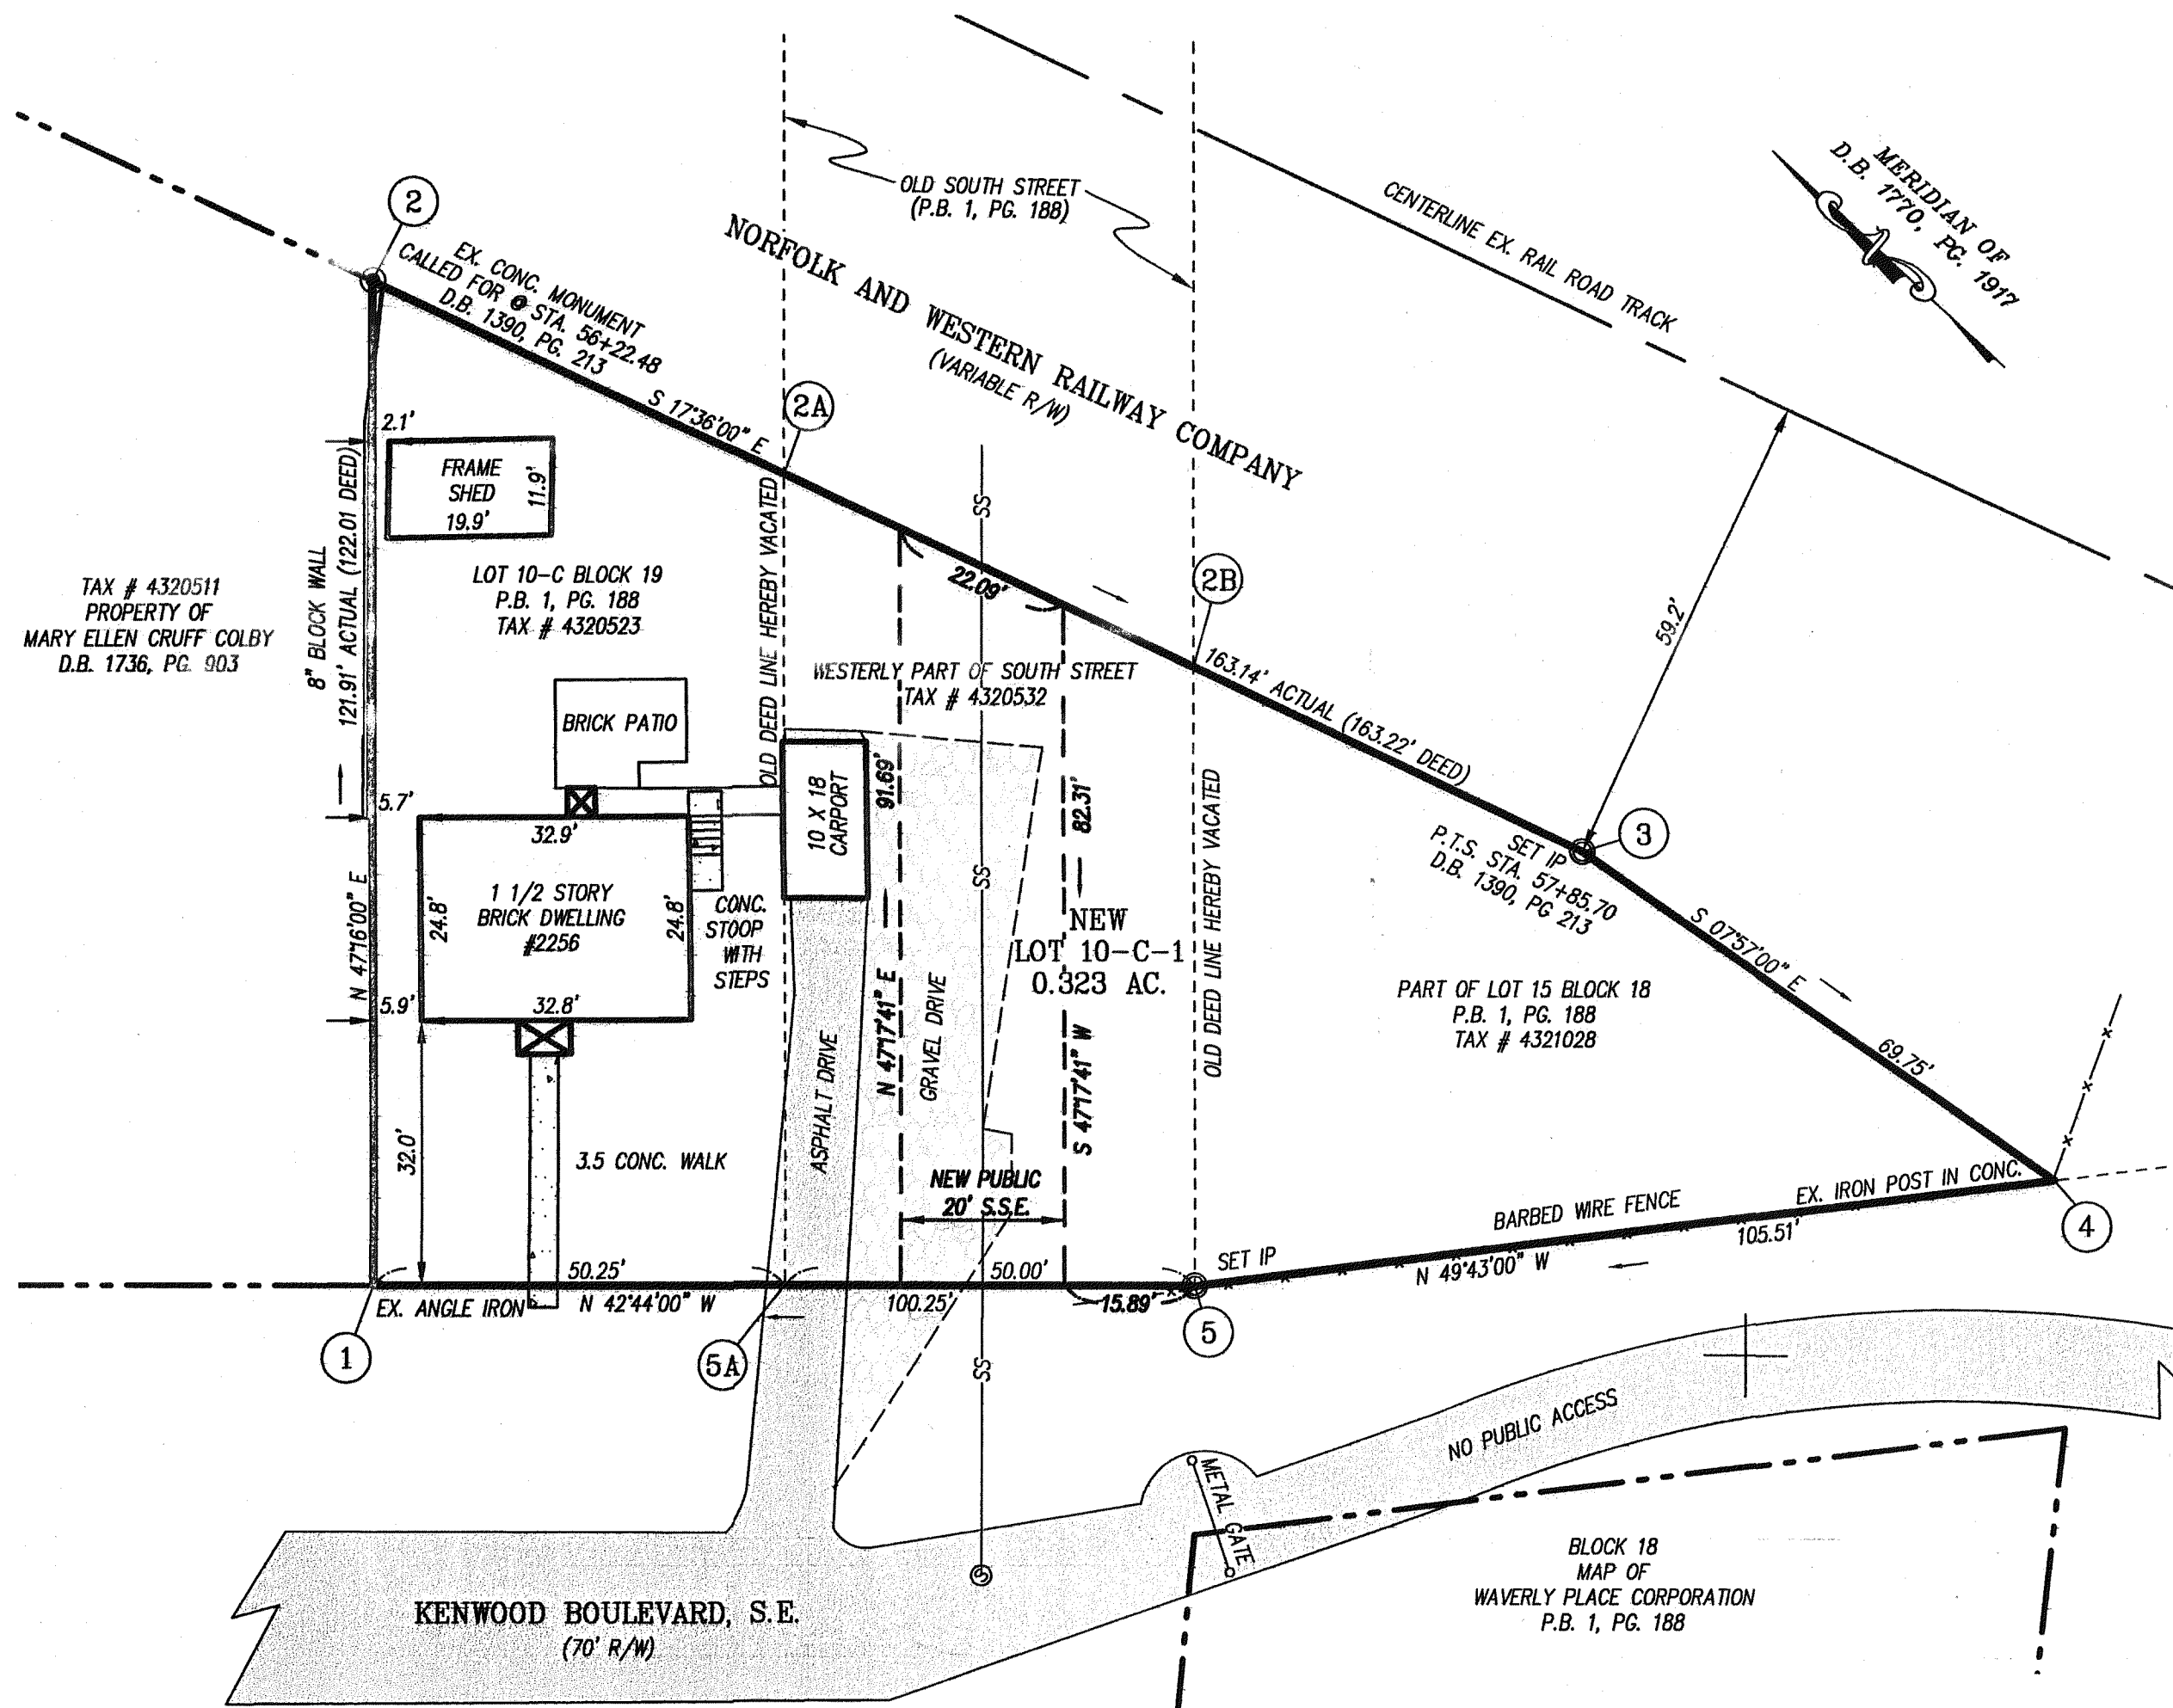 MERIDIAN OF
D.B. 1770, PG. 1917
CENTERLINE EX. RAIL ROAD TRACK
OLD SOUTH STREET
(P.B. 1, PG. 188)
NORFOLK AND WESTERN RAILWAY COMPANY
(VARIABLE R/W)
2
EX. CONC. MONUMENT
CALLED FOR @ STA. 56+22.48
D.B. 1390, PG. 213
S 17°36'00" E
2A
2.1'
FRAME
SHED
11.9'
19.9'
SS
22.09'
2B
59.2'
TAX # 4320511
PROPERTY OF
MARY ELLEN CRUFF COLBY
D.B. 1736, PG. 903
8" BLOCK WALL
121.91' ACTUAL (122.01 DEED)
N 47°16'00" E
LOT 10-C BLOCK 19
P.B. 1, PG. 188
TAX # 4320523
OLD DEED LINE HEREBY VACATED
WESTERLY PART OF SOUTH STREET
TAX # 4320532
163.14' ACTUAL (163.22' DEED)
BRICK PATIO
10 X 18
CARPORT
91.69'
82.31'
OLD DEED LINE HEREBY VACATED
3
SET IP
P.T.S. STA. 57+85.70
D.B. 1390, PG 213
5.7'
32.9'
24.8'
1 1/2 STORY
BRICK DWELLING
#2256
24.8'
CONC.
STOOP
WITH
STEPS
SS
NEW
LOT 10-C-1
0.323 AC.
S 07°57'00" E
69.75'
5.9'
32.8'
PART OF LOT 15 BLOCK 18
P.B. 1, PG. 188
TAX # 4321028
ASPHALT DRIVE
N 47°17'41" E
GRAVEL DRIVE
S 47°17'41" W
32.0'
3.5 CONC. WALK
NEW PUBLIC
20' S.S.E.
EX. IRON POST IN CONC.
BARBED WIRE FENCE
105.51'
4
SET IP
N 49°43'00" W
50.25'
50.00'
EX. ANGLE IRON
N 42°44'00" W
100.25'
15.89'
1
5A
5
SS
NO PUBLIC ACCESS
METAL GATE
S
KENWOOD BOULEVARD, S.E.
(70' R/W)
BLOCK 18
MAP OF
WAVERLY PLACE CORPORATION
P.B. 1, PG. 188